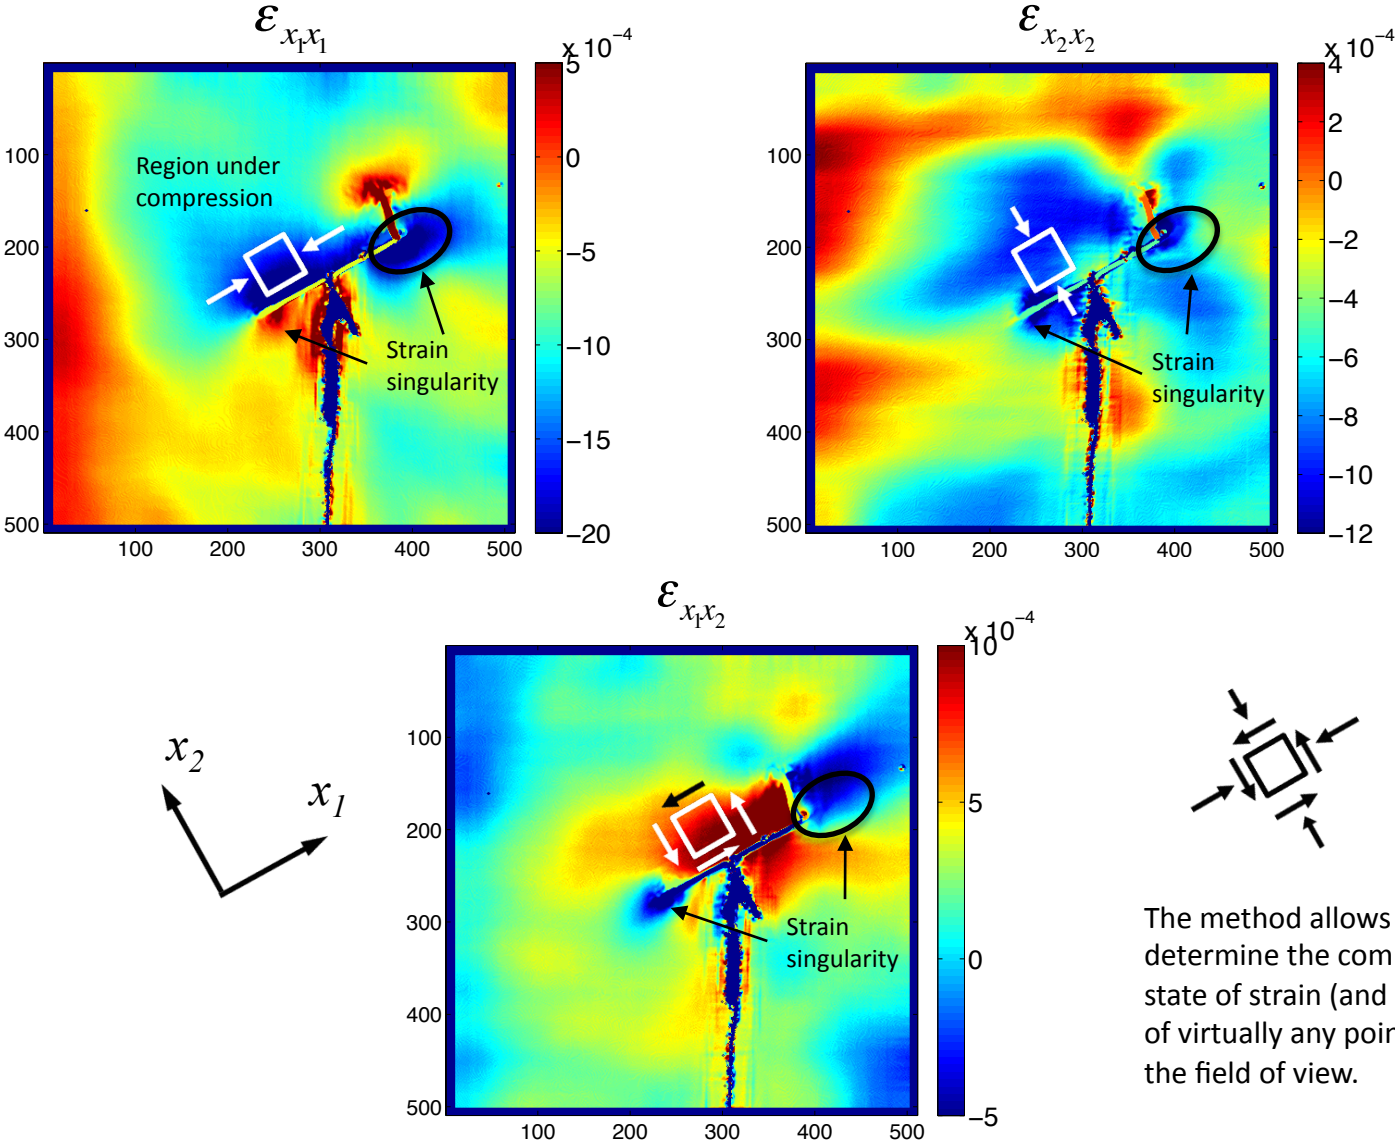 ε x₁x₁
x 10⁻⁴
5
0
−5
−10
−15
−20
100
200
300
400
500
100 200 300 400 500
Region under
compression
Strain
singularity
ε x₂x₂
x 10⁻⁴
4
2
0
−2
−4
−6
−8
−10
−12
100
200
300
400
500
100 200 300 400 500
Strain
singularity
ε x₁x₂
x 10⁻⁴
10
5
0
−5
100
200
300
400
500
100 200 300 400 500
Strain
singularity
x₂
x₁
The method allows
determine the com
state of strain (and
of virtually any poin
the field of view.